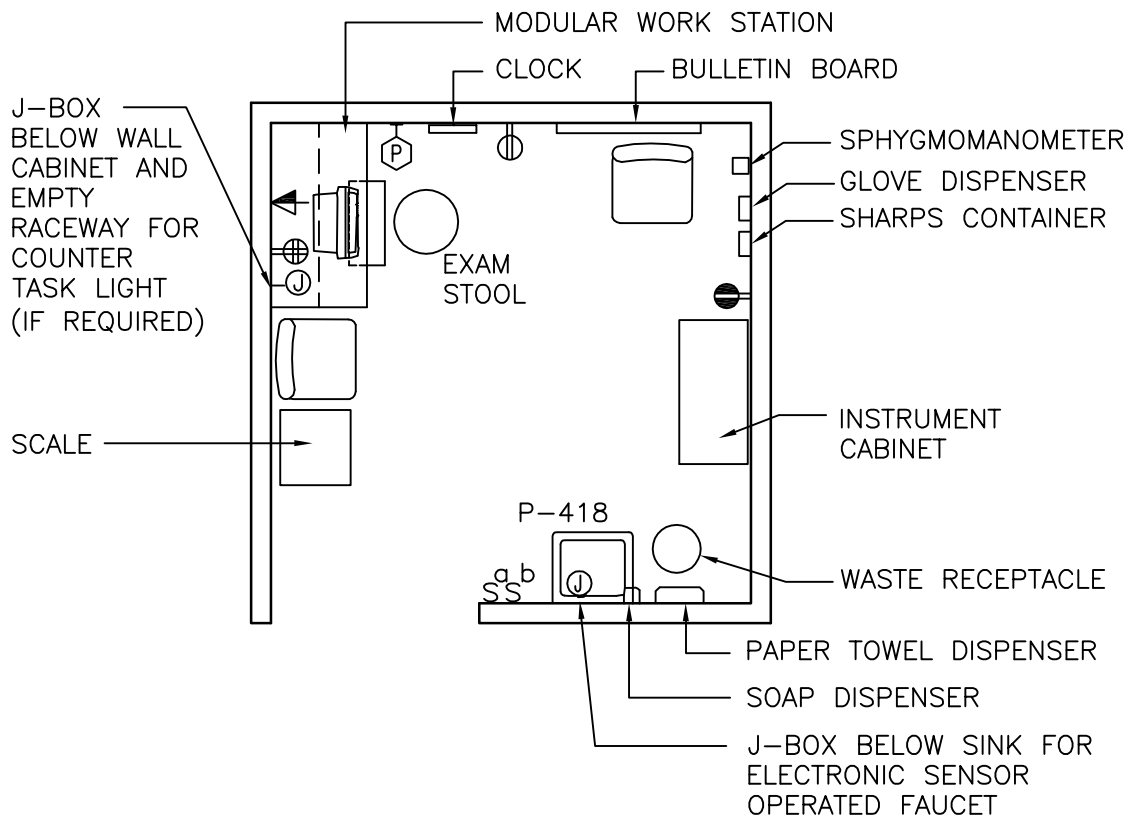 MODULAR WORK STATION
CLOCK
BULLETIN BOARD
J-BOX
BELOW WALL
CABINET AND
EMPTY
RACEWAY FOR
COUNTER
TASK LIGHT
(IF REQUIRED)
P
SPHYGMOMANOMETER
GLOVE DISPENSER
SHARPS CONTAINER
J
EXAM
STOOL
SCALE
INSTRUMENT
CABINET
P-418
a b
SS
J
WASTE RECEPTACLE
PAPER TOWEL DISPENSER
SOAP DISPENSER
J-BOX BELOW SINK FOR
ELECTRONIC SENSOR
OPERATED FAUCET